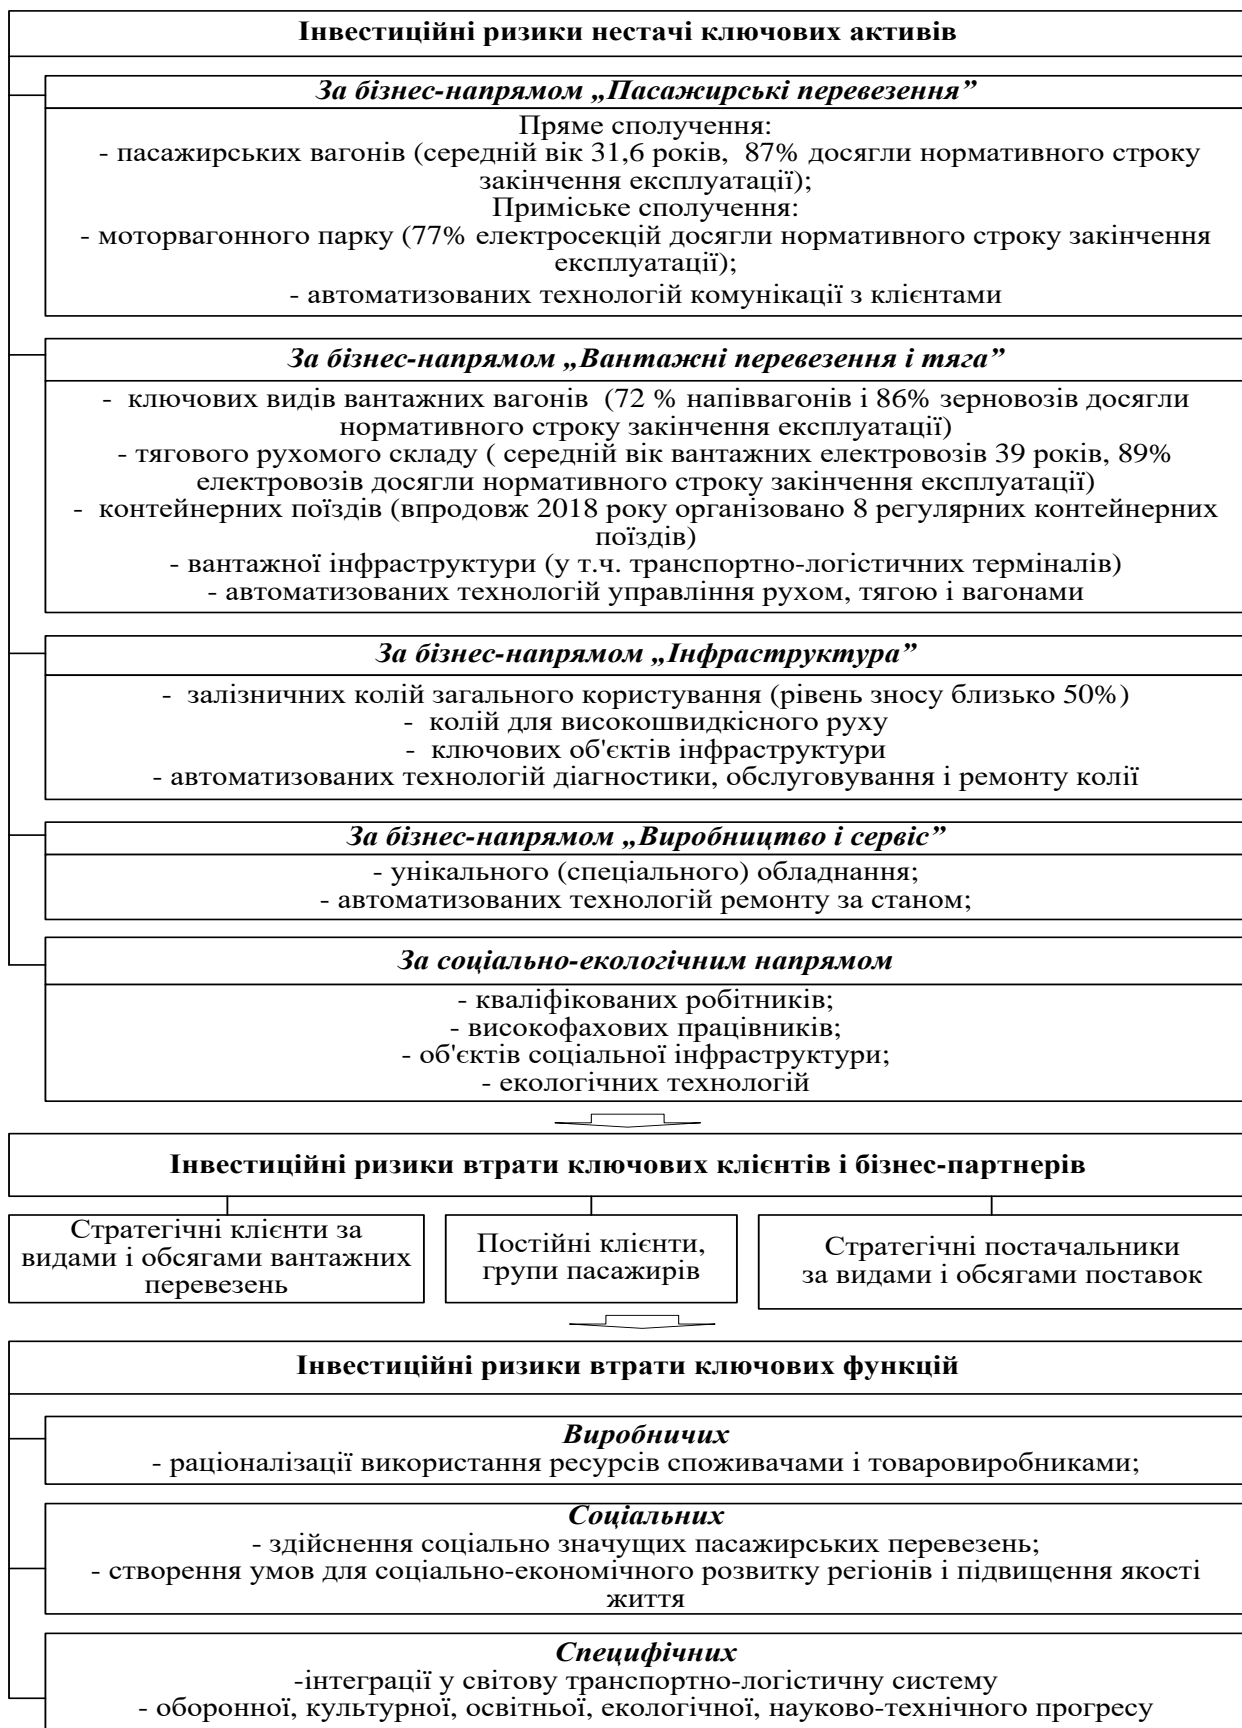 Інвестиційні ризики нестачі ключових активів
За бізнес-напрямом „Пасажирські перевезення”
Пряме сполучення:
- пасажирських вагонів (середній вік 31,6 років, 87% досягли нормативного строку
закінчення експлуатації);
Приміське сполучення:
- моторвагонного парку (77% електросекцій досягли нормативного строку закінчення
експлуатації);
- автоматизованих технологій комунікації з клієнтами
За бізнес-напрямом „Вантажні перевезення і тяга”
- ключових видів вантажних вагонів (72 % напіввагонів і 86% зерновозів досягли
нормативного строку закінчення експлуатації)
- тягового рухомого складу ( середній вік вантажних електровозів 39 років, 89%
електровозів досягли нормативного строку закінчення експлуатації)
- контейнерних поїздів (впродовж 2018 року організовано 8 регулярних контейнерних
поїздів)
- вантажної інфраструктури (у т.ч. транспортно-логістичних терміналів)
- автоматизованих технологій управління рухом, тягою і вагонами
За бізнес-напрямом „Інфраструктура”
- залізничних колій загального користування (рівень зносу близько 50%)
- колій для високошвидкісного руху
- ключових об'єктів інфраструктури
- автоматизованих технологій діагностики, обслуговування і ремонту колії
За бізнес-напрямом „Виробництво і сервіс”
- унікального (спеціального) обладнання;
- автоматизованих технологій ремонту за станом;
За соціально-екологічним напрямом
- кваліфікованих робітників;
- високофахових працівників;
- об'єктів соціальної інфраструктури;
- екологічних технологій
Інвестиційні ризики втрати ключових клієнтів і бізнес-партнерів
Стратегічні клієнти за
видами і обсягами вантажних
перевезень
Постійні клієнти,
групи пасажирів
Стратегічні постачальники
за видами і обсягами поставок
Інвестиційні ризики втрати ключових функцій
Виробничих
- раціоналізації використання ресурсів споживачами і товаровиробниками;
Соціальних
- здійснення соціально значущих пасажирських перевезень;
- створення умов для соціально-економічного розвитку регіонів і підвищення якості
життя
Специфічних
-інтеграції у світову транспортно-логістичну систему
- оборонної, культурної, освітньої, екологічної, науково-технічного прогресу